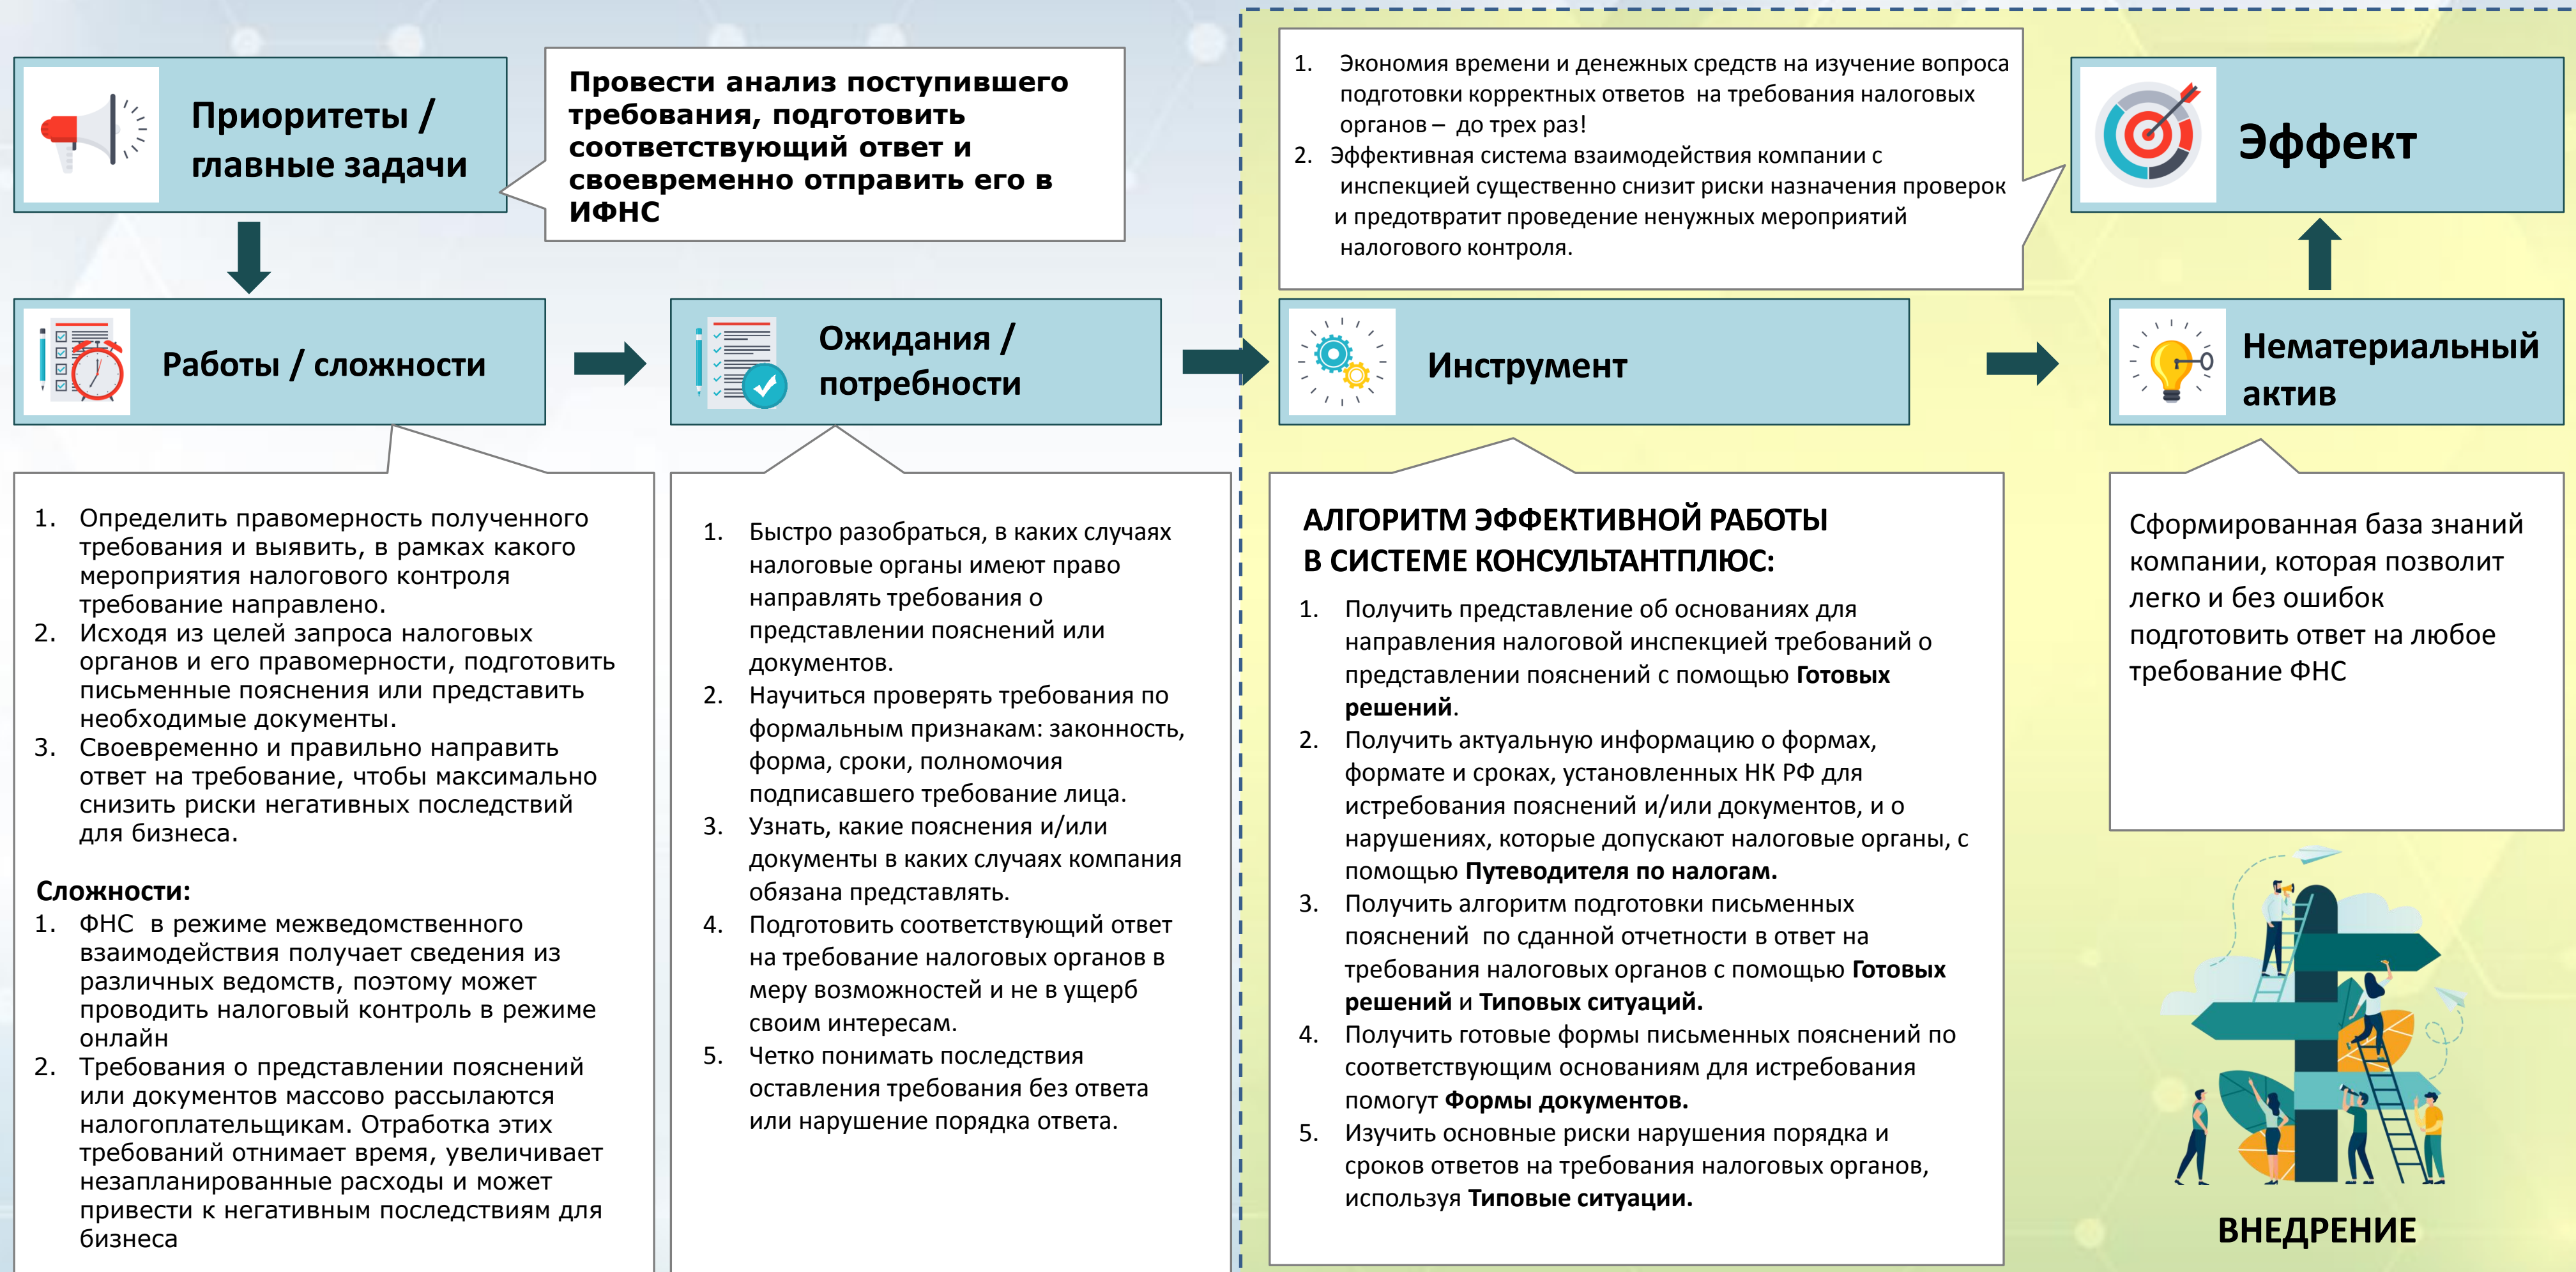 Приоритеты /
главные задачи
Провести анализ поступившего
требования, подготовить
соответствующий ответ и
своевременно отправить его в
ИФНС
1. Экономия времени и денежных средств на изучение вопроса
подготовки корректных ответов на требования налоговых
органов – до трех раз!
2. Эффективная система взаимодействия компании с
инспекцией существенно снизит риски назначения проверок
и предотвратит проведение ненужных мероприятий
налогового контроля.
Эффект
Работы / сложности
Ожидания /
потребности
Инструмент
Нематериальный
актив
1. Определить правомерность полученного
требования и выявить, в рамках какого
мероприятия налогового контроля
требование направлено.
2. Исходя из целей запроса налоговых
органов и его правомерности, подготовить
письменные пояснения или представить
необходимые документы.
3. Своевременно и правильно направить
ответ на требование, чтобы максимально
снизить риски негативных последствий
для бизнеса.
Сложности:
1. ФНС в режиме межведомственного
взаимодействия получает сведения из
различных ведомств, поэтому может
проводить налоговый контроль в режиме
онлайн
2. Требования о представлении пояснений
или документов массово рассылаются
налогоплательщикам. Отработка этих
требований отнимает время, увеличивает
незапланированные расходы и может
привести к негативным последствиям для
бизнеса
1. Быстро разобраться, в каких случаях
налоговые органы имеют право
направлять требования о
представлении пояснений или
документов.
2. Научиться проверять требования по
формальным признакам: законность,
форма, сроки, полномочия
подписавшего требование лица.
3. Узнать, какие пояснения и/или
документы в каких случаях компания
обязана представлять.
4. Подготовить соответствующий ответ
на требование налоговых органов в
меру возможностей и не в ущерб
своим интересам.
5. Четко понимать последствия
оставления требования без ответа
или нарушение порядка ответа.
АЛГОРИТМ ЭФФЕКТИВНОЙ РАБОТЫ
В СИСТЕМЕ КОНСУЛЬТАНТПЛЮС:
1. Получить представление об основаниях для
направления налоговой инспекцией требований о
представлении пояснений с помощью Готовых
решений.
2. Получить актуальную информацию о формах,
формате и сроках, установленных НК РФ для
истребования пояснений и/или документов, и о
нарушениях, которые допускают налоговые органы, с
помощью Путеводителя по налогам.
3. Получить алгоритм подготовки письменных
пояснений по сданной отчетности в ответ на
требования налоговых органов с помощью Готовых
решений и Типовых ситуаций.
4. Получить готовые формы письменных пояснений по
соответствующим основаниям для истребования
помогут Формы документов.
5. Изучить основные риски нарушения порядка и
сроков ответов на требования налоговых органов,
используя Типовые ситуации.
Сформированная база знаний
компании, которая позволит
легко и без ошибок
подготовить ответ на любое
требование ФНС
ВНЕДРЕНИЕ